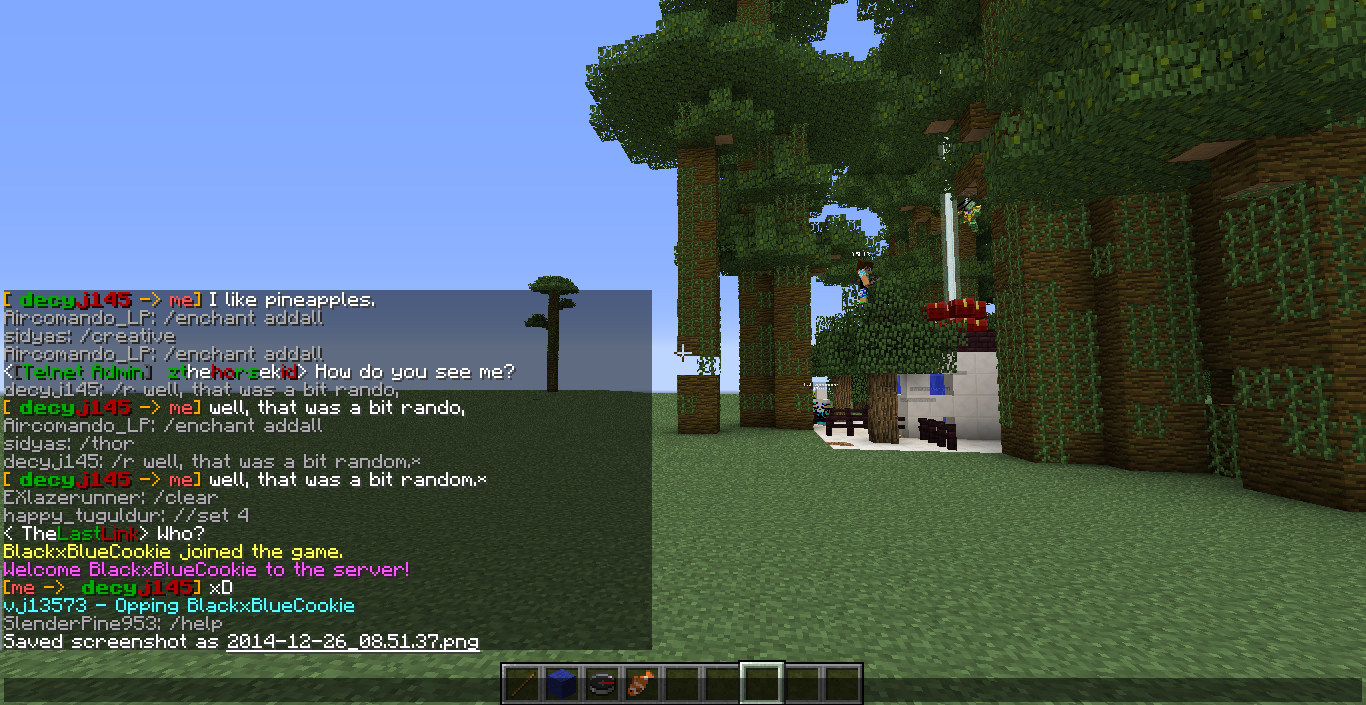 [ decyj145 -> me] I like pineapples.
Aircomando_LP: /enchant addall
sidyas: /creative
Aircomando_LP: /enchant addall
<[Telnet Admin] zthehorsekid> How do you see me?
decyj145: /r well, that was a bit rando,
[ decyj145 -> me] well, that was a bit rando,
Aircomando_LP: /enchant addall
sidyas: /thor
decyj145: /r well, that was a bit random.*
[ decyj145 -> me] well, that was a bit random.*
EXlazerunner: /clear
happy_tuguldur: //set 4
< TheLastLink> Who?
BlackxBlueCookie joined the game.
Welcome BlackxBlueCookie to the server!
[me -> decyj145] xD
vj13573 - Opping BlackxBlueCookie
SlenderPine953: /help
Saved screenshot as 2014-12-26_08.51.37.png